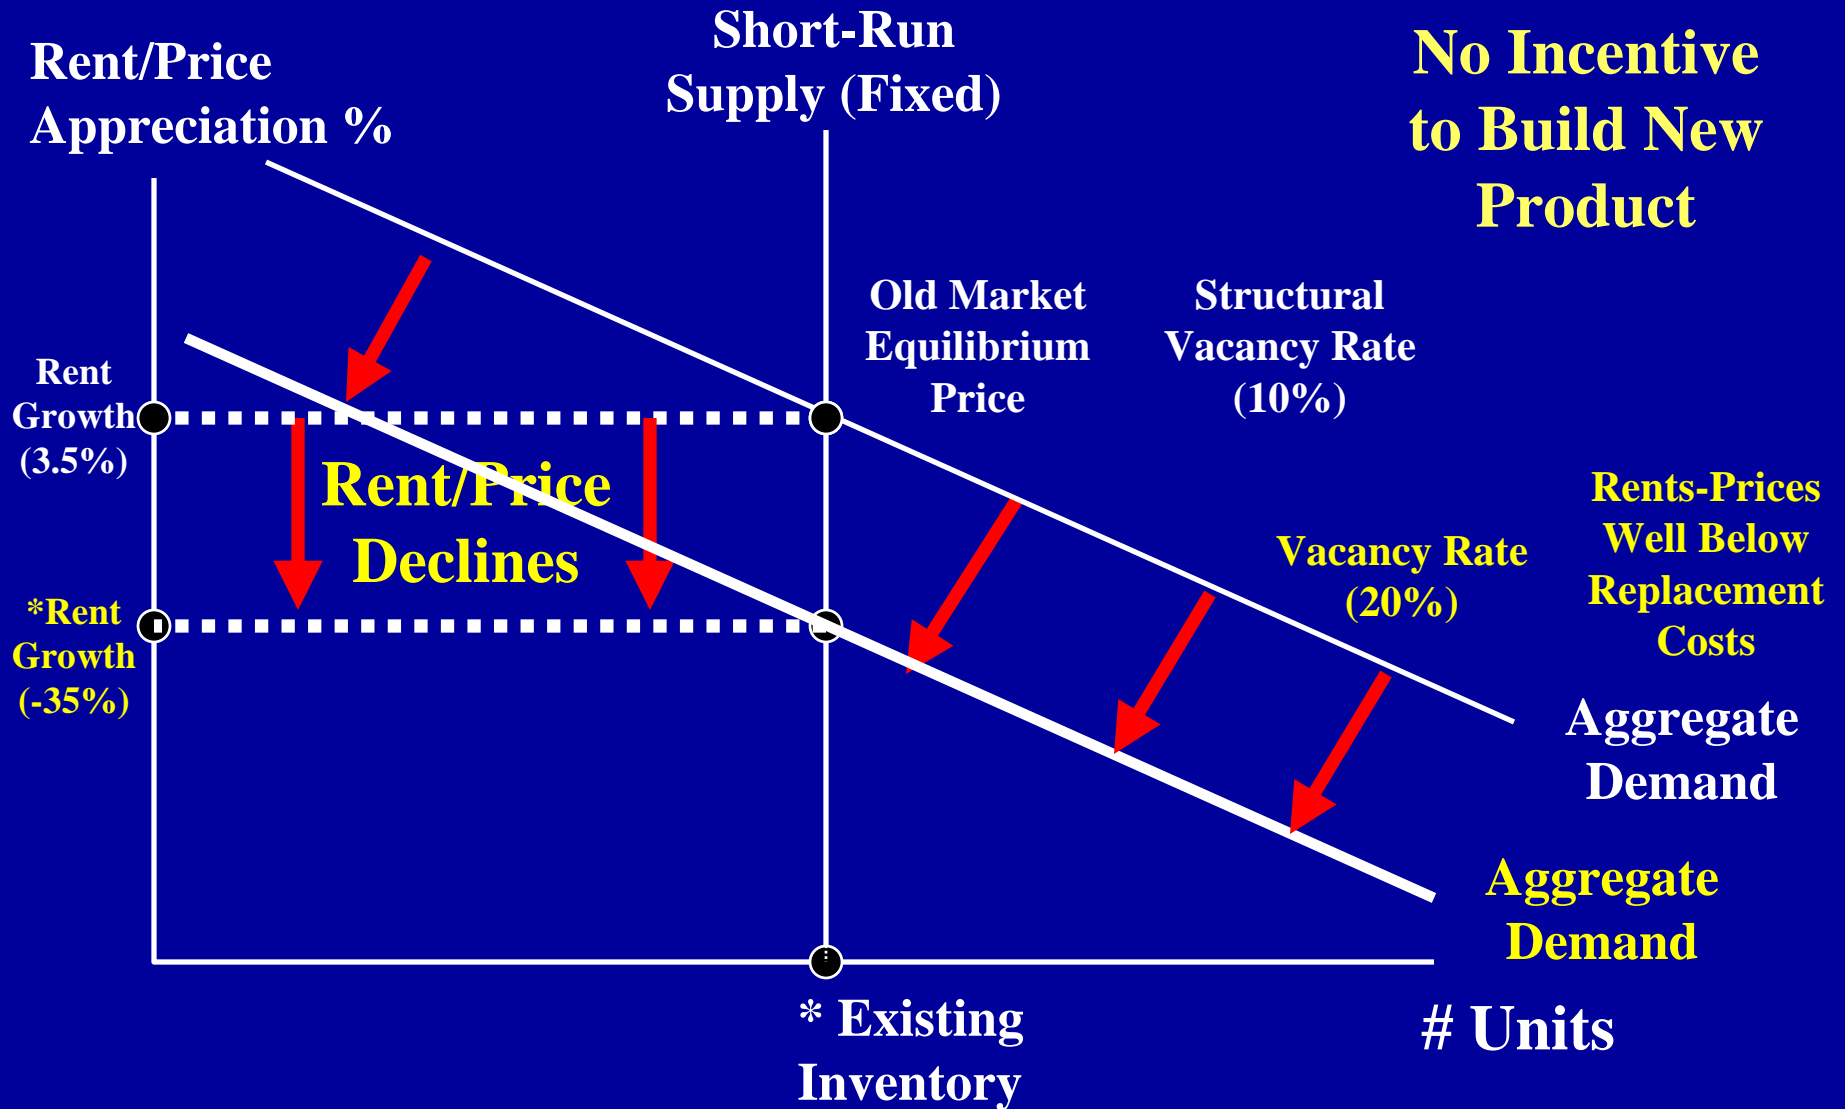 Rent/Price
Appreciation %
Short-Run
Supply (Fixed)
No Incentive
to Build New
Product
Old Market
Equilibrium
Price
Structural
Vacancy Rate
(10%)
Rent
Growth
(3.5%)
Rent/Price
Declines
Vacancy Rate
(20%)
Rents-Prices
Well Below
Replacement
Costs
*Rent
Growth
(-35%)
Aggregate
Demand
Aggregate
Demand
* Existing
Inventory
# Units